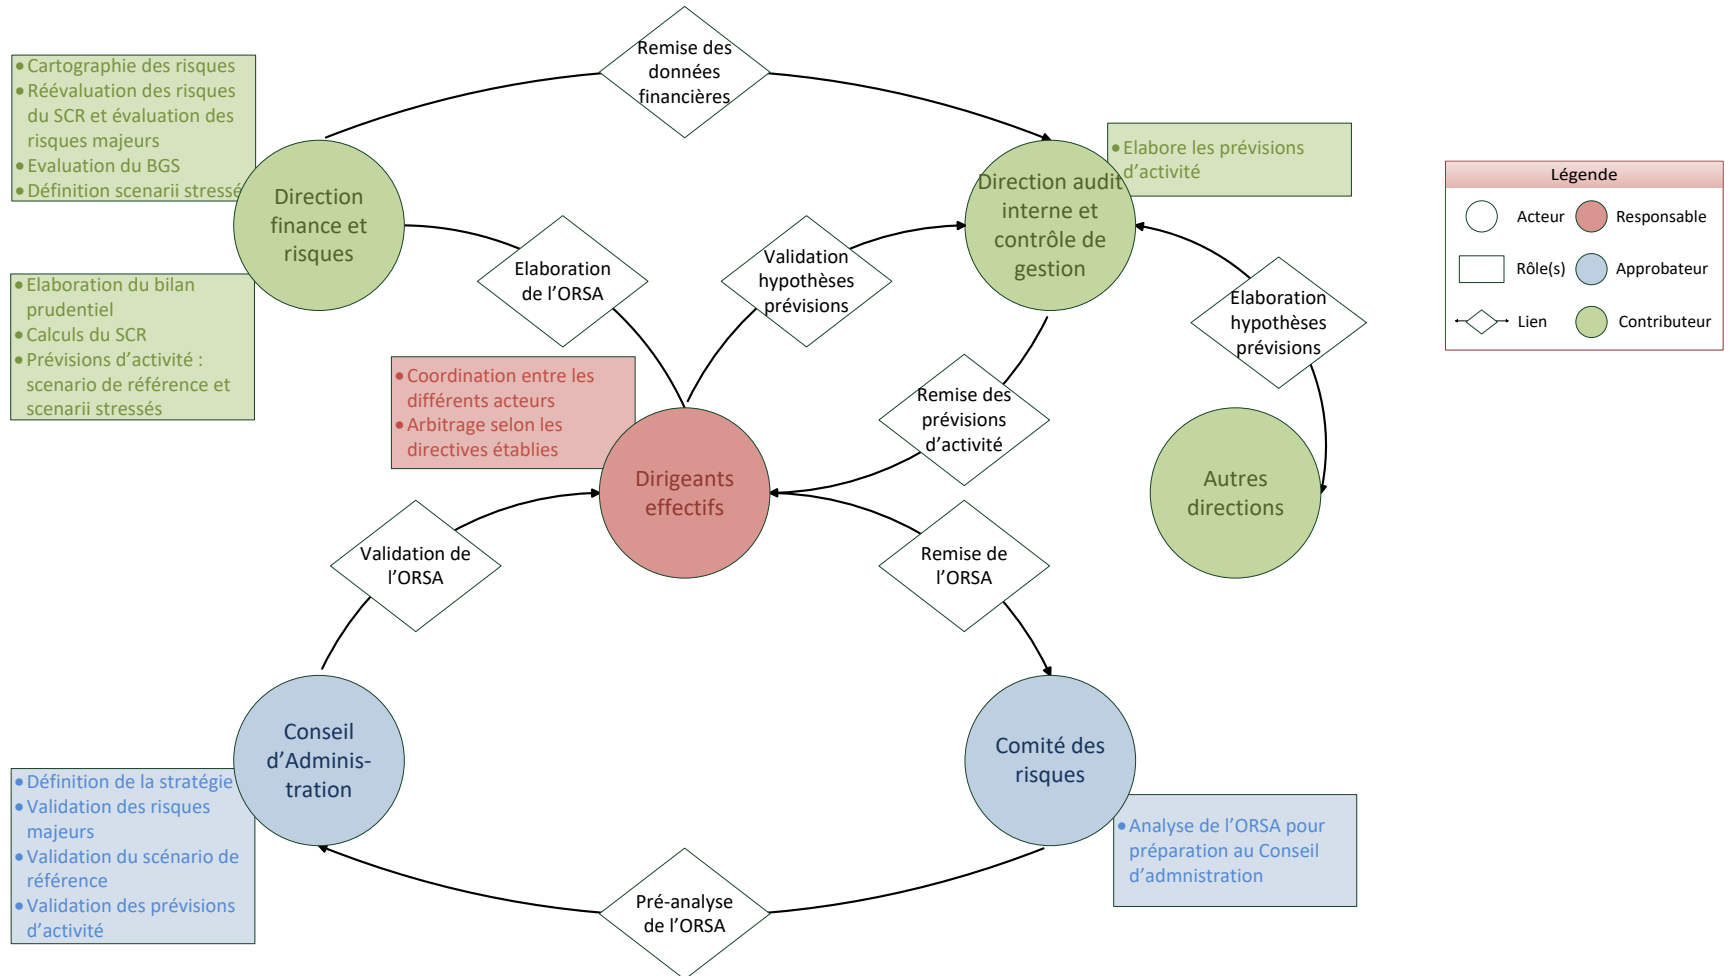 Remise des
données
financières
• Cartographie des risques
• Réévaluation des risques
du SCR et évaluation des
risques majeurs
• Evaluation du BGS
• Définition scenarii stressé
Direction
finance et
risques
• Elabore les prévisions
d’activité
Direction audit
interne et
contrôle de
gestion
Légende
Acteur
Responsable
Rôle(s)
Approbateur
Lien
Contributeur
Elaboration
de l’ORSA
Validation
hypothèses
prévisions
Elaboration
hypothèses
prévisions
• Elaboration du bilan
prudentiel
• Calculs du SCR
• Prévisions d’activité :
scenario de référence et
scenarii stressés
• Coordination entre les
différents acteurs
• Arbitrage selon les
directives établies
Remise des
prévisions
d’activité
Dirigeants
effectifs
Autres
directions
Validation de
l’ORSA
Remise de
l’ORSA
Conseil
d’Adminis-
tration
Comité des
risques
• Définition de la stratégie
• Validation des risques
majeurs
• Validation du scénario de
référence
• Validation des prévisions
d’activité
• Analyse de l’ORSA pour
préparation au Conseil
d’admnistration
Pré-analyse
de l’ORSA